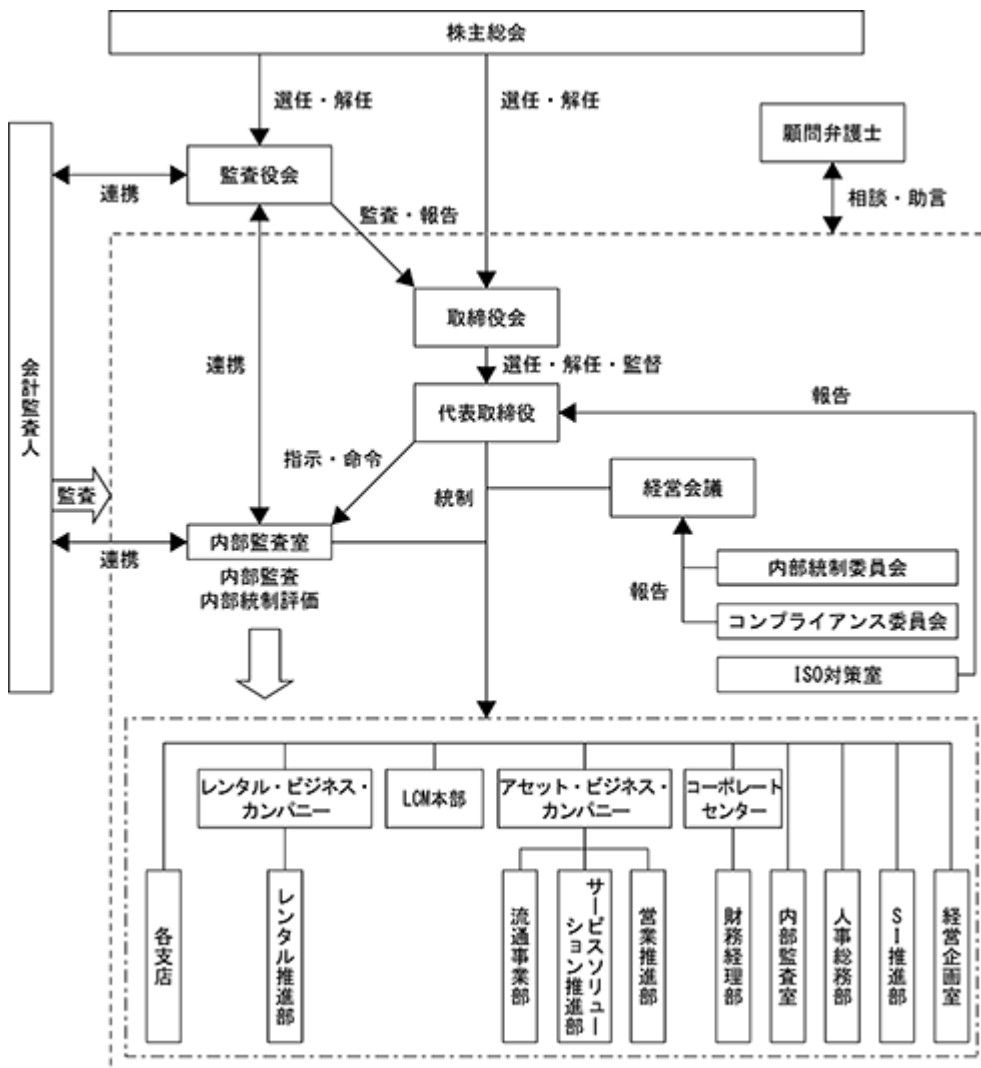 株主総会
選任・解任
選任・解任
顧問弁護士
監査役会
連携
相談・助言
監査・報告
取締役会
会計監査人
連携
選任・解任・監督
代表取締役
報告
指示・命令
経営会議
監査
統制
内部監査室
連携
内部監査
内部統制評価
内部統制委員会
報告
コンプライアンス委員会
ISO対策室
レンタル・ビジネス・
カンパニー
LCM本部
アセット・ビジネス・
カンパニー
コーポレート
センター
各支店
レンタル推進部
流通事業部
サービスソリュー
ション推進部
営業推進部
財務経理部
内部監査室
人事総務部
SI推進部
経営企画室